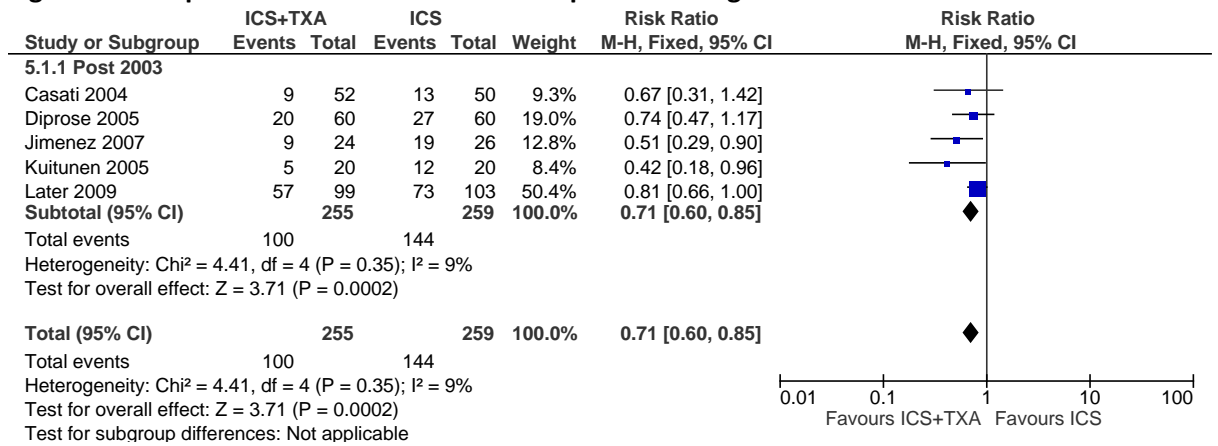 ICS+TXA ICS Risk Ratio Risk Ratio
Study or Subgroup Events Total Events Total Weight M-H, Fixed, 95% CI M-H, Fixed, 95% CI
5.1.1 Post 2003
Casati 2004 9 52 13 50 9.3% 0.67 [0.31, 1.42]
Diprose 2005 20 60 27 60 19.0% 0.74 [0.47, 1.17]
Jimenez 2007 9 24 19 26 12.8% 0.51 [0.29, 0.90]
Kuitunen 2005 5 20 12 20 8.4% 0.42 [0.18, 0.96]
Later 2009 57 99 73 103 50.4% 0.81 [0.66, 1.00]
Subtotal (95% CI) 255 259 100.0% 0.71 [0.60, 0.85]
Total events 100 144
Heterogeneity: Chi² = 4.41, df = 4 (P = 0.35); I² = 9%
Test for overall effect: Z = 3.71 (P = 0.0002)
Total (95% CI) 255 259 100.0% 0.71 [0.60, 0.85]
Total events 100 144
Heterogeneity: Chi² = 4.41, df = 4 (P = 0.35); I² = 9%
Test for overall effect: Z = 3.71 (P = 0.0002)
Test for subgroup differences: Not applicable
0.01 0.1 1 10 100
Favours ICS+TXA Favours ICS